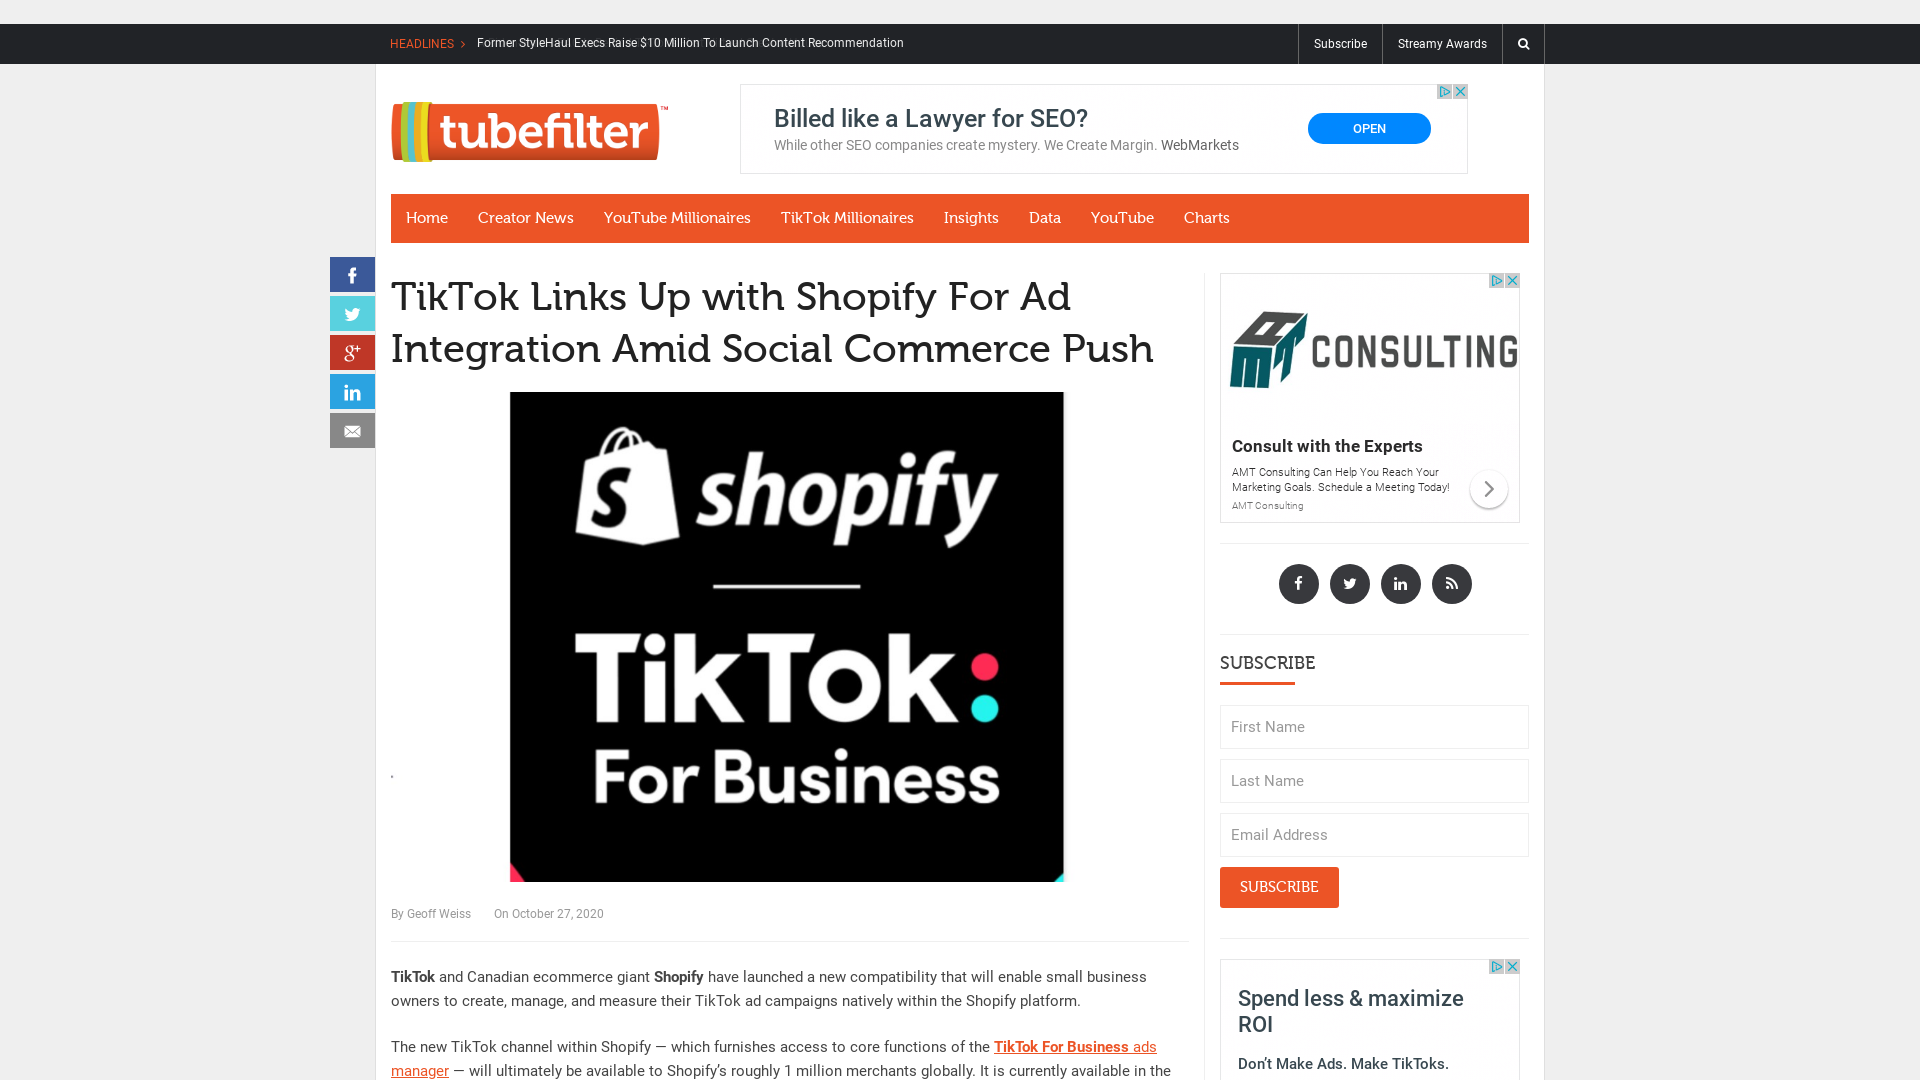 HEADLINES
Former StyleHaul Execs Raise $10 Million To Launch Content Recommendation
Subscribe
Streamy Awards
tubefilter™
Billed like a Lawyer for SEO?
While other SEO companies create mystery. We Create Margin. WebMarkets
OPEN
Home
Creator News
YouTube Millionaires
TikTok Millionaires
Insights
Data
YouTube
Charts
TikTok Links Up with Shopify For Ad
Integration Amid Social Commerce Push
shopify
TikTok:
For Business
By Geoff Weiss
On October 27, 2020
TikTok and Canadian ecommerce giant Shopify have launched a new compatibility that will enable small business
owners to create, manage, and measure their TikTok ad campaigns natively within the Shopify platform.
The new TikTok channel within Shopify — which furnishes access to core functions of the TikTok For Business ads
manager — will ultimately be available to Shopify’s roughly 1 million merchants globally. It is currently available in the
AMT CONSULTING
Consult with the Experts
AMT Consulting Can Help You Reach Your
Marketing Goals. Schedule a Meeting Today!
AMT Consulting
SUBSCRIBE
First Name
Last Name
Email Address
SUBSCRIBE
Spend less & maximize
ROI
Don’t Make Ads. Make TikToks.